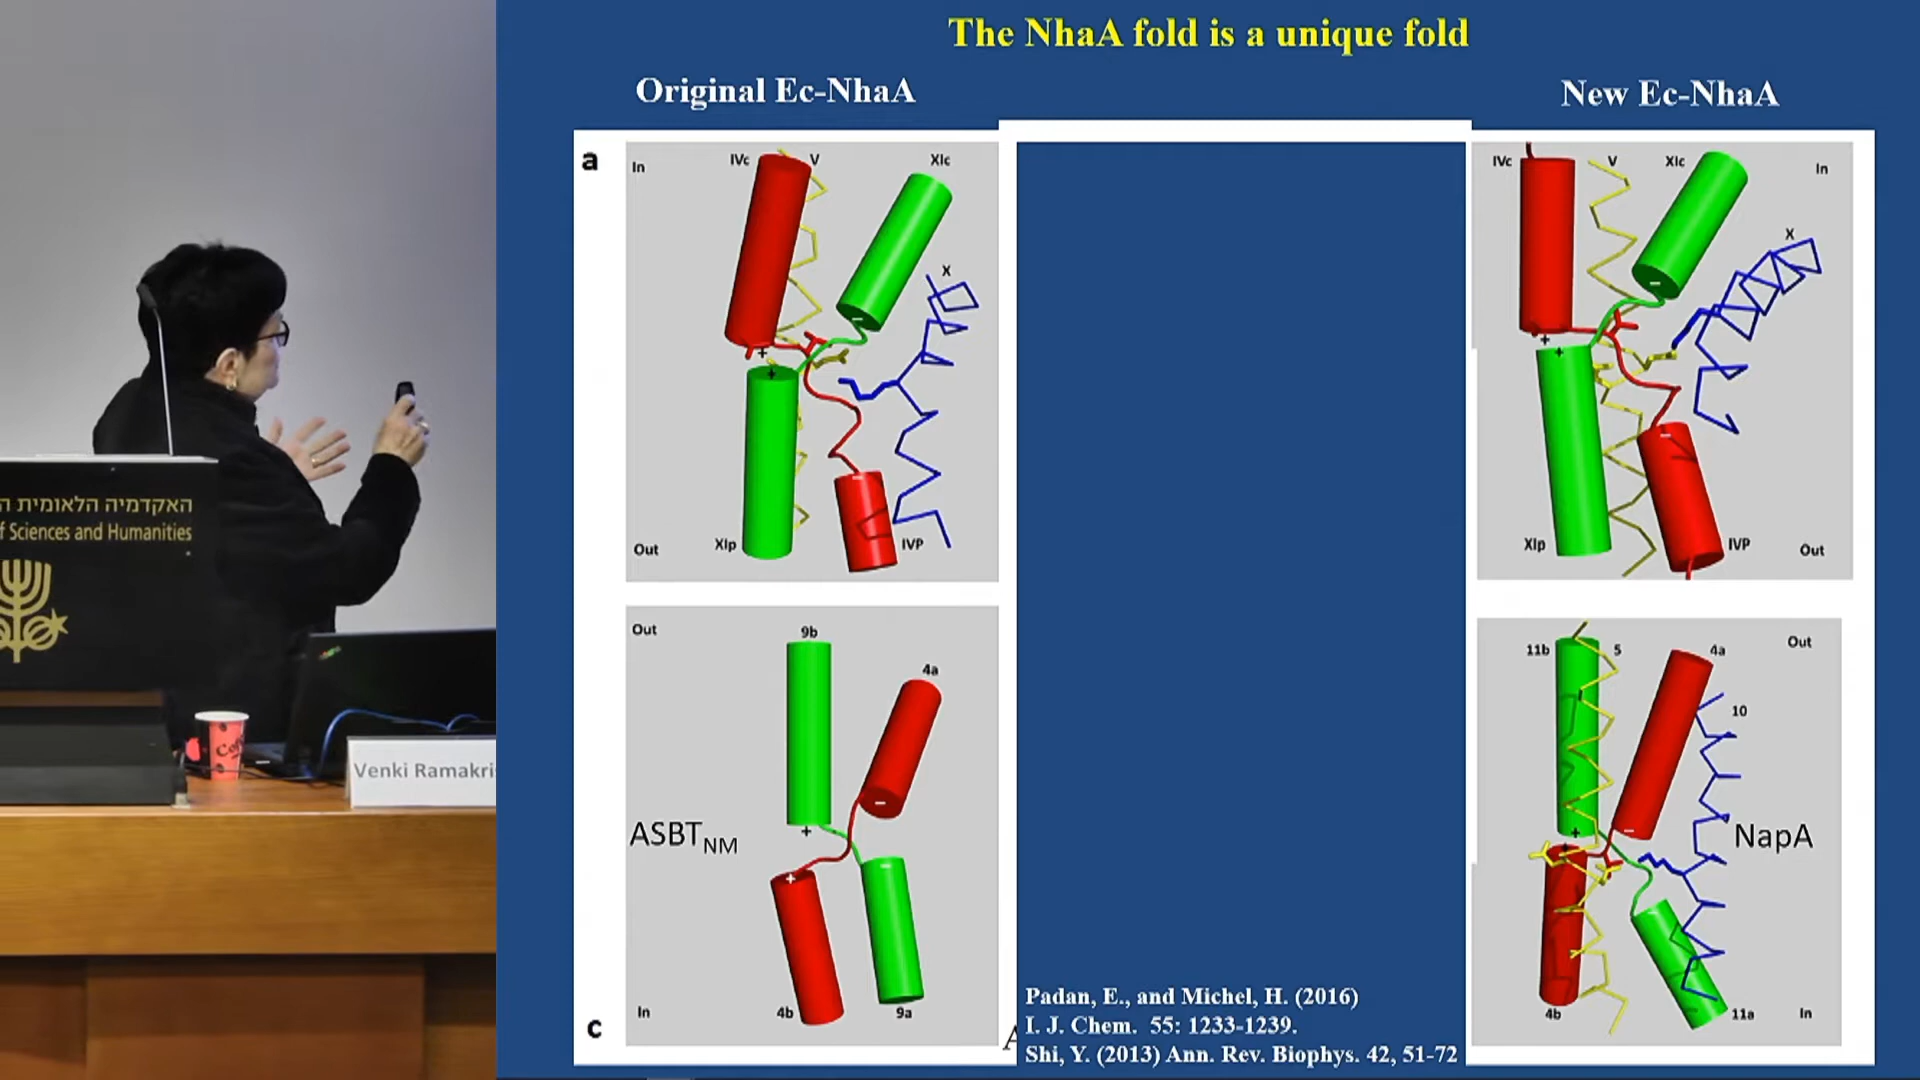 The NhaA fold is a unique fold
Original Ec-NhaA
New Ec-NhaA
a
In
IVc
V
XIc
X
+
+
−
−
Out
XIp
IVP
IVc
V
XIc
In
X
−
+
+
−
XIp
IVP
Out
Out
9b
4a
−
+
ASBT NM
+
−
In
4b
9a
c
11b
5
4a
Out
10
+
−
+
NapA
4b
11a
In
Padan, E., and Michel, H. (2016)
I. J. Chem. 55: 1233-1239.
Shi, Y. (2013) Ann. Rev. Biophys. 42, 51-72
האקדמיה הלאומית
f Sciences and Humanities
Venki Ramakri